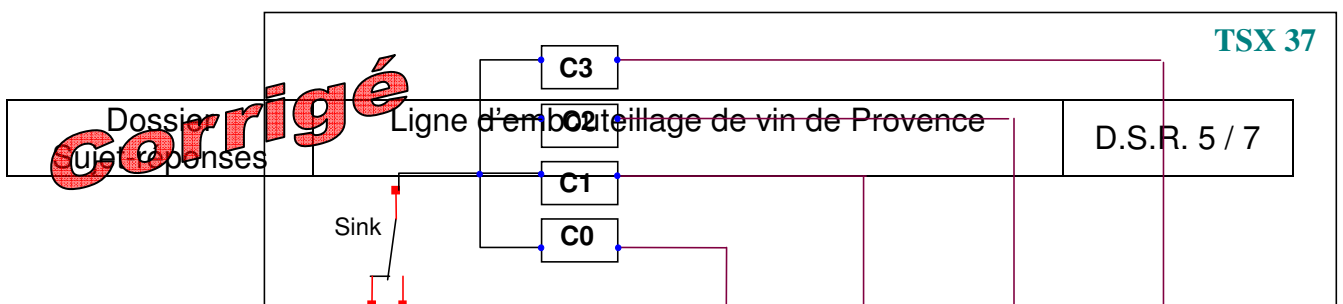 TSX 37
C3
Corrigé
Dossier
Sujet-réponses
Ligne d'embouteillage de vin de Provence
C2
D.S.R. 5 / 7
C1
Sink
C0